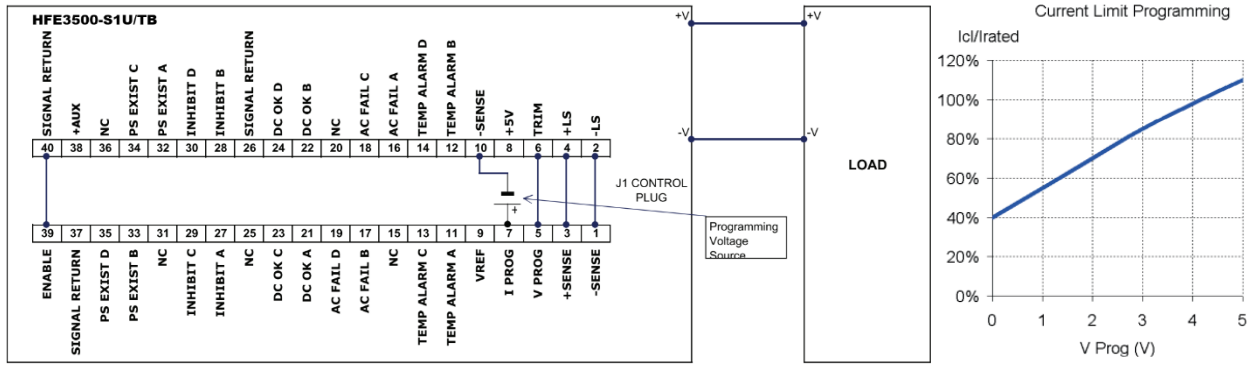 HFE3500-S1U/TB
SIGNAL RETURN
+AUX
NC
PS EXIST C
PS EXIST A
INHIBIT D
INHIBIT B
SIGNAL RETURN
DC OK D
DC OK B
NC
AC FAIL C
AC FAIL A
TEMP ALARM D
TEMP ALARM B
-SENSE
+5V
TRIM
+LS
-LS
40 38 36 34 32 30 28 26 24 22 20 18 16 14 12 10 8 6 4 2
+
39 37 35 33 31 29 27 25 23 21 19 17 15 13 11 9 7 5 3 1
ENABLE
SIGNAL RETURN
PS EXIST D
PS EXIST B
NC
INHIBIT C
INHIBIT A
NC
DC OK C
DC OK A
AC FAIL D
AC FAIL B
NC
TEMP ALARM C
TEMP ALARM A
VREF
I PROG
V PROG
+SENSE
-SENSE
J1 CONTROL
PLUG
Programming
Voltage
Source
+V
+V
-V
-V
LOAD
Current Limit Programming
Icl/Irated
120%
100%
80%
60%
40%
20%
0%
0 1 2 3 4 5
V Prog (V)